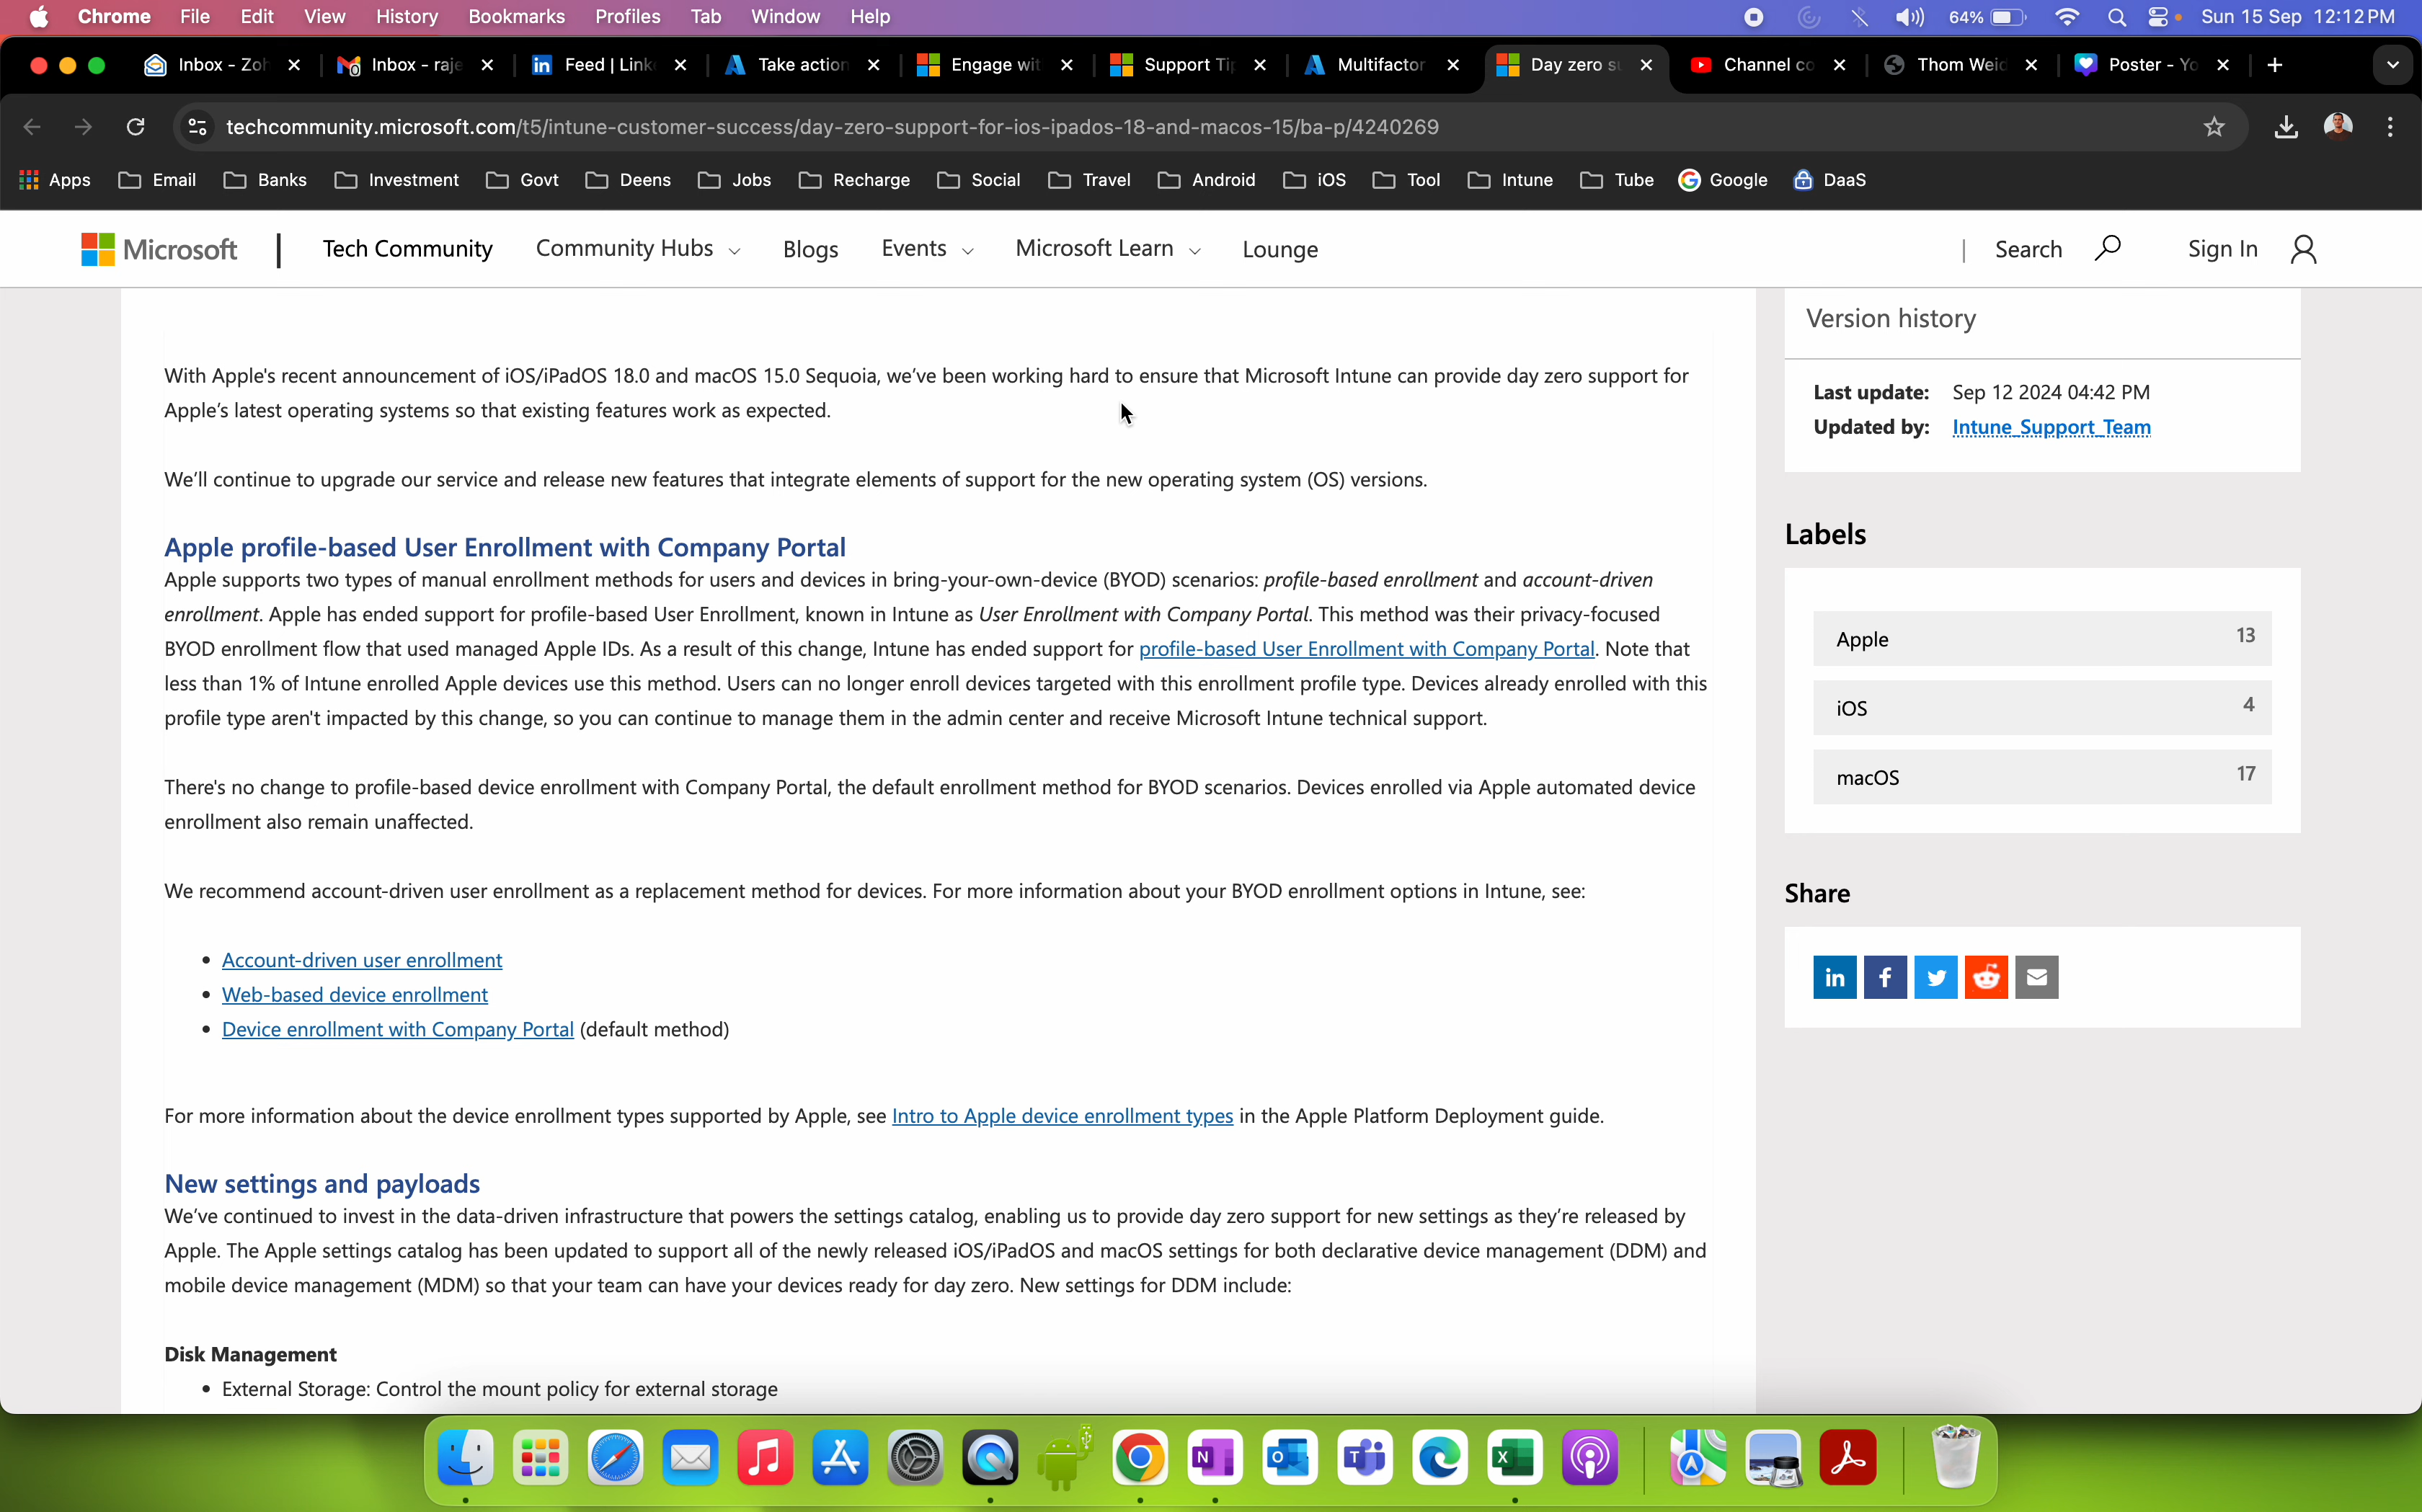 Chrome File Edit View History Bookmarks Profiles Tab Window Help 64% Sun 15 Sep 12:12 PM
Inbox - Zoh Inbox - raje Feed | Link Take action Engage wit Support Ti Multifactor Day zero su Channel co Thom Weid Poster - Yo
techcommunity.microsoft.com/t5/intune-customer-success/day-zero-support-for-ios-ipados-18-and-macos-15/ba-p/4240269
Apps Email Banks Investment Govt Deens Jobs Recharge Social Travel Android iOS Tool Intune Tube Google DaaS
Microsoft | Tech Community Community Hubs Blogs Events Microsoft Learn Lounge | Search Sign In
With Apple's recent announcement of iOS/iPadOS 18.0 and macOS 15.0 Sequoia, we've been working hard to ensure that Microsoft Intune can provide day zero support for
Apple's latest operating systems so that existing features work as expected.
We'll continue to upgrade our service and release new features that integrate elements of support for the new operating system (OS) versions.
Apple profile-based User Enrollment with Company Portal
Apple supports two types of manual enrollment methods for users and devices in bring-your-own-device (BYOD) scenarios: profile-based enrollment and account-driven
enrollment. Apple has ended support for profile-based User Enrollment, known in Intune as User Enrollment with Company Portal. This method was their privacy-focused
BYOD enrollment flow that used managed Apple IDs. As a result of this change, Intune has ended support for profile-based User Enrollment with Company Portal. Note that
less than 1% of Intune enrolled Apple devices use this method. Users can no longer enroll devices targeted with this enrollment profile type. Devices already enrolled with this
profile type aren't impacted by this change, so you can continue to manage them in the admin center and receive Microsoft Intune technical support.
There's no change to profile-based device enrollment with Company Portal, the default enrollment method for BYOD scenarios. Devices enrolled via Apple automated device
enrollment also remain unaffected.
We recommend account-driven user enrollment as a replacement method for devices. For more information about your BYOD enrollment options in Intune, see:
• Account-driven user enrollment
• Web-based device enrollment
• Device enrollment with Company Portal (default method)
For more information about the device enrollment types supported by Apple, see Intro to Apple device enrollment types in the Apple Platform Deployment guide.
New settings and payloads
We've continued to invest in the data-driven infrastructure that powers the settings catalog, enabling us to provide day zero support for new settings as they're released by
Apple. The Apple settings catalog has been updated to support all of the newly released iOS/iPadOS and macOS settings for both declarative device management (DDM) and
mobile device management (MDM) so that your team can have your devices ready for day zero. New settings for DDM include:
Disk Management
• External Storage: Control the mount policy for external storage
Version history
Last update: Sep 12 2024 04:42 PM
Updated by: Intune_Support_Team
Labels
Apple 13
iOS 4
macOS 17
Share